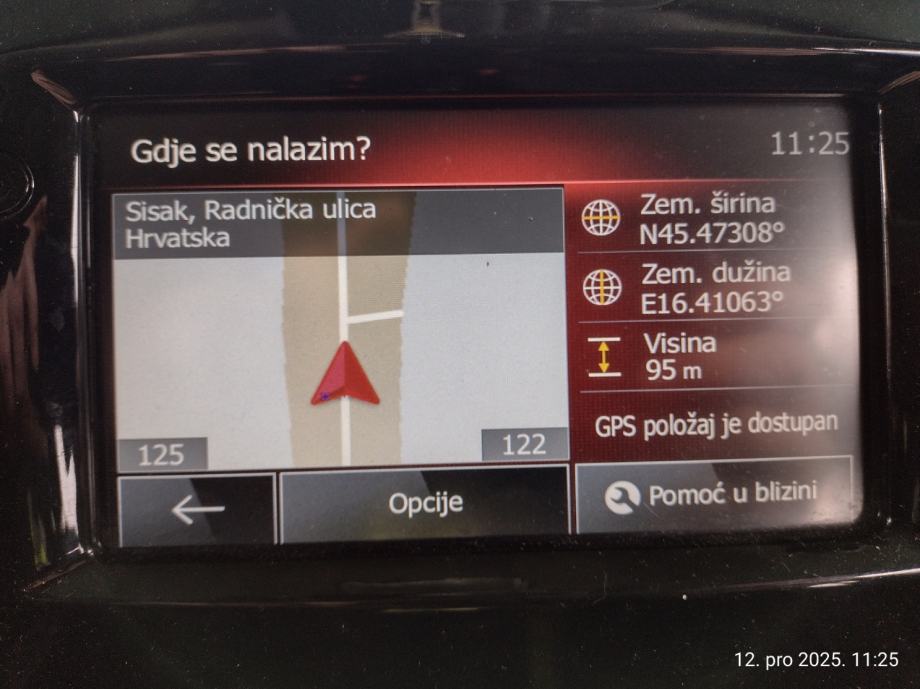 Gdje se nalazim?
11:25
Sisak, Radnička ulica
Hrvatska
125
122
Zem. širina
N45.47308°
Zem. dužina
E16.41063°
Visina
95 m
GPS položaj je dostupan
Opcije
Pomoć u blizini
12. pro 2025. 11:25